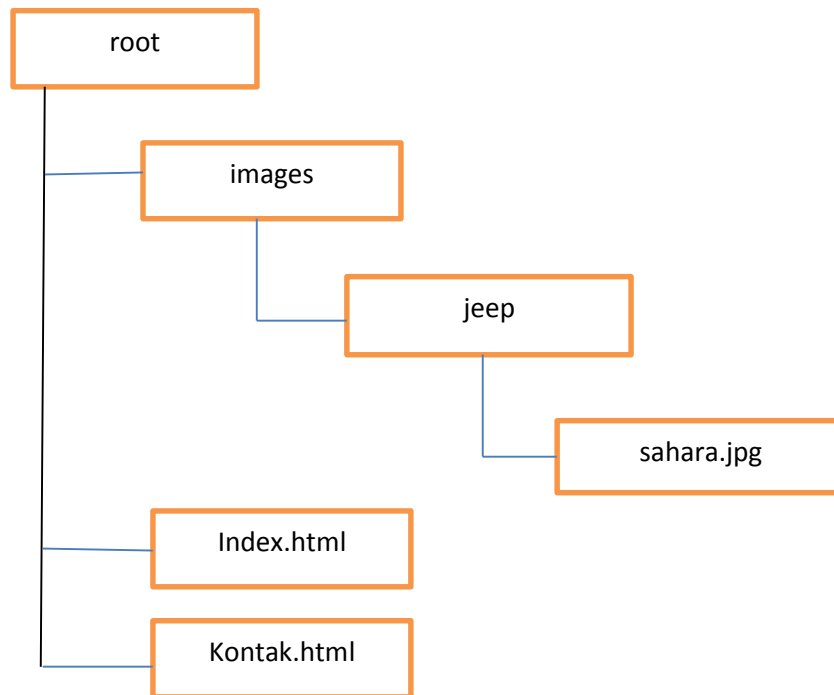 root
images
jeep
sahara.jpg
Index.html
Kontak.html